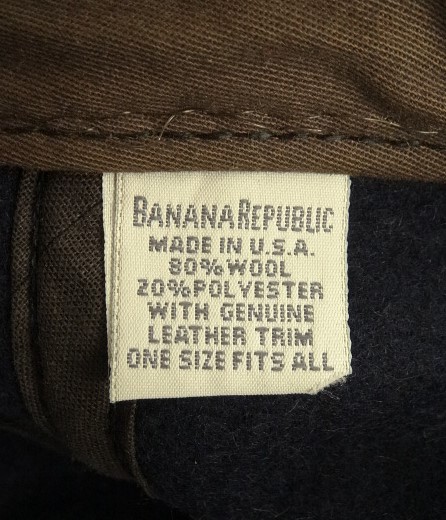 BANANA REPUBLIC
MADE IN U.S.A.
80% WOOL
20% POLYESTER
WITH GENUINE
LEATHER TRIM
ONE SIZE FITS ALL